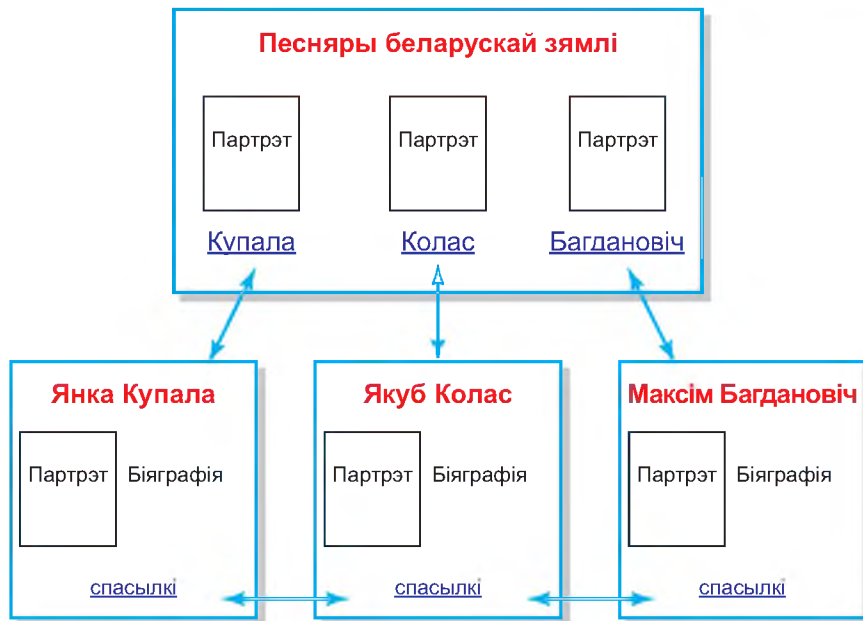 Песняры беларускай зямлі
Партрэт Партрэт Партрэт
Купала Колас Багдановіч
Янка Купала Якуб Колас Максім Багдановіч
Партрэт Біяграфія Партрэт Біяграфія Партрэт Біяграфія
спасылкі спасылкі спасылкі